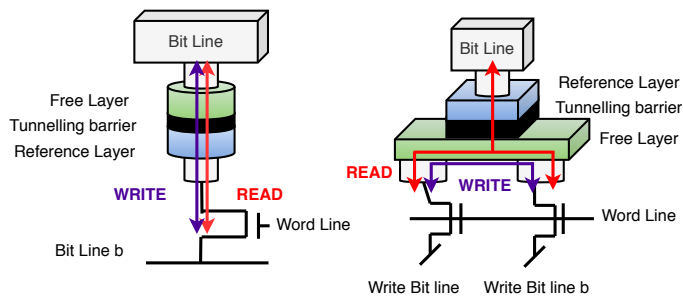 Bit Line
Free Layer
Tunnelling barrier
Reference Layer
WRITE
READ
Word Line
Bit Line b
Bit Line
Reference Layer
Tunnelling barrier
Free Layer
READ
WRITE
Word Line
Write Bit line
Write Bit line b